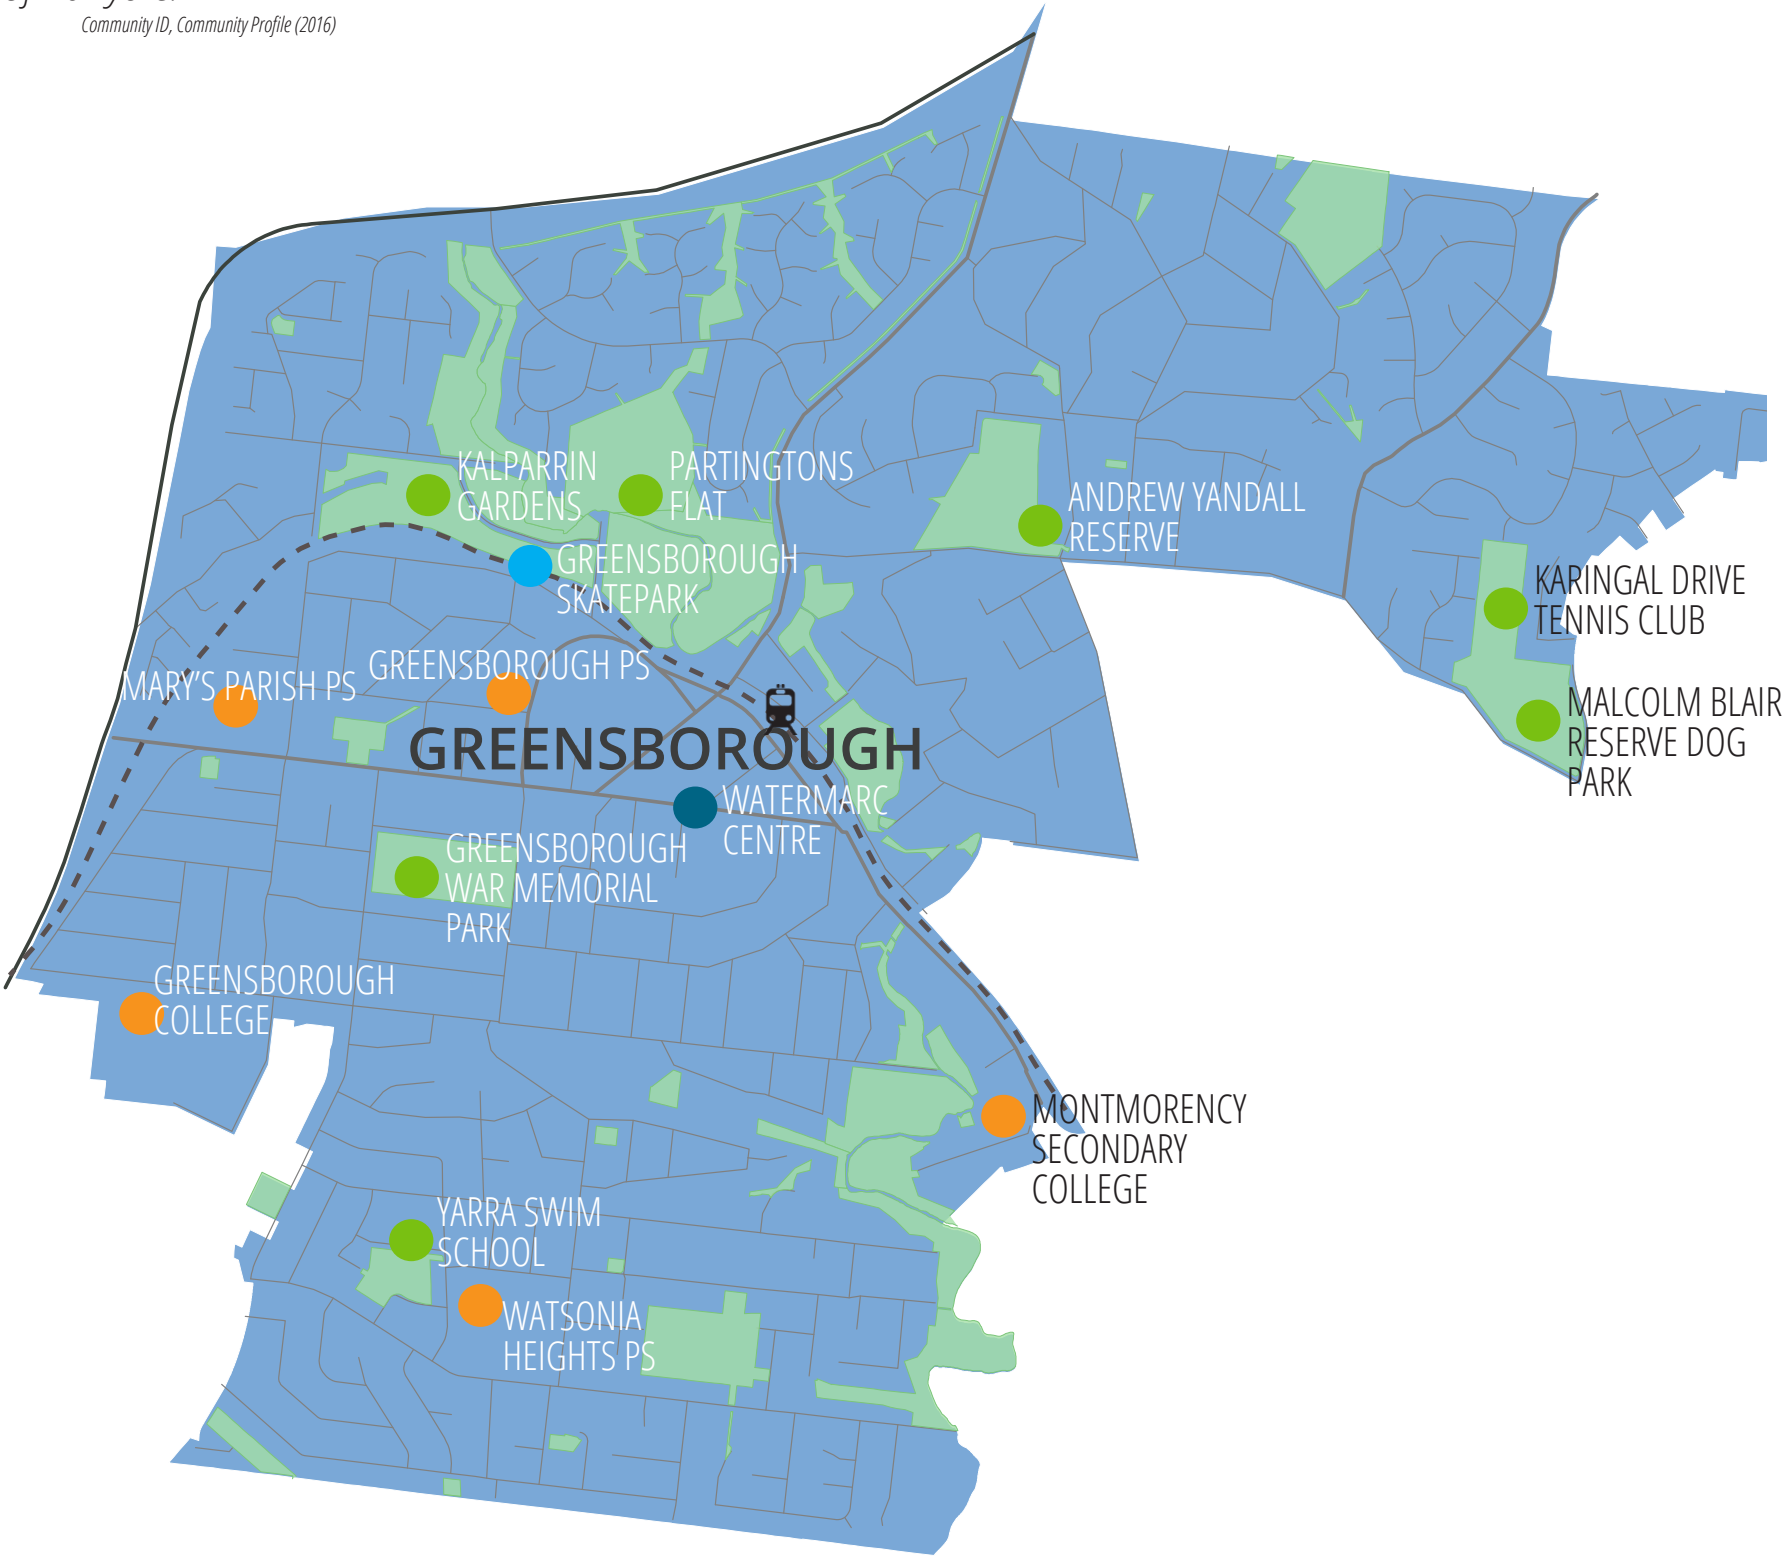 Community ID, Community Profile (2016)
KALPARRIN
GARDENS
PARTINGTONS
FLAT
ANDREW YANDALL
RESERVE
GREENSBOROUGH
SKATEPARK
KARINGAL DRIVE
TENNIS CLUB
GREENSBOROUGH PS
MARY'S PARISH PS
MALCOLM BLAIR
RESERVE DOG
PARK
GREENSBOROUGH
WATERMARC
CENTRE
GREENSBOROUGH
WAR MEMORIAL
PARK
GREENSBOROUGH
COLLEGE
MONTMORENCY
SECONDARY
COLLEGE
YARRA SWIM
SCHOOL
WATSONIA
HEIGHTS PS